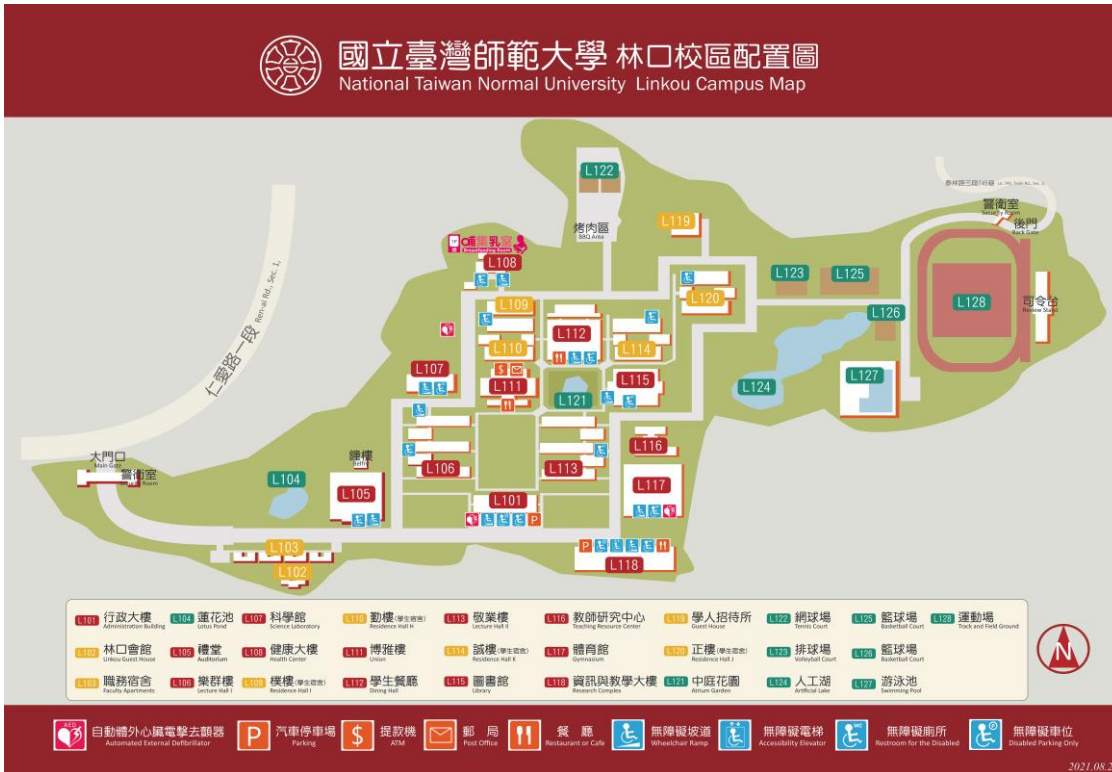 國立臺灣師範大學 林口校區配置圖
National Taiwan Normal University Linkou Campus Map
L122
烤肉區
BBQ Area
L119
警衛室
Security Room
後門
Back Gate
哺集乳室
Breastfeeding Room
L108
L123
L125
L109
L120
L128
司令台
Review Stand
L126
L112
L110
L114
仁愛路一段 Ren-ai Rd., Sec. 1,
L107
L111
L115
L127
L124
L121
大門口
Main Gate
警衛室
鐘樓
Belfry
L106
L113
L116
L104
L105
L117
L101
L103
L102
L118
L101 行政大樓 Administration Building
L104 蓮花池 Lotus Pond
L107 科學館 Science Laboratory
L110 勤樓(學生宿舍) Residence Hall H
L113 敬業樓 Lecture Hall II
L116 教師研究中心 Teaching Resource Center
L119 學人招待所 Guest House
L122 網球場 Tennis Court
L125 籃球場 Basketball Court
L128 運動場 Track and Field Ground
L102 林口會館 Linkou Guest House
L105 禮堂 Auditorium
L108 健康大樓 Health Center
L111 博雅樓 Union
L114 誠樓(學生宿舍) Residence Hall K
L117 體育館 Gymnasium
L120 正樓(學生宿舍) Residence Hall J
L123 排球場 Volleyball Court
L126 籃球場 Basketball Court
L103 職務宿舍 Faculty Apartments
L106 樂群樓 Lecture Hall I
L109 樸樓(學生宿舍) Residence Hall I
L112 學生餐廳 Dining Hall
L115 圖書館 Library
L118 資訊與教學大樓 Research Complex
L121 中庭花園 Atrium Garden
L124 人工湖 Artificial Lake
L127 游泳池 Swimming Pool
N
AED 自動體外心臟電擊去顫器 Automated External Defibrillator
P 汽車停車場 Parking
$ 提款機 ATM
郵局 Post Office
餐廳 Restaurant or Cafe
無障礙坡道 Wheelchair Ramp
無障礙電梯 Accessibility Elevator
WC 無障礙廁所 Restroom for the Disabled
P 無障礙車位 Disabled Parking Only